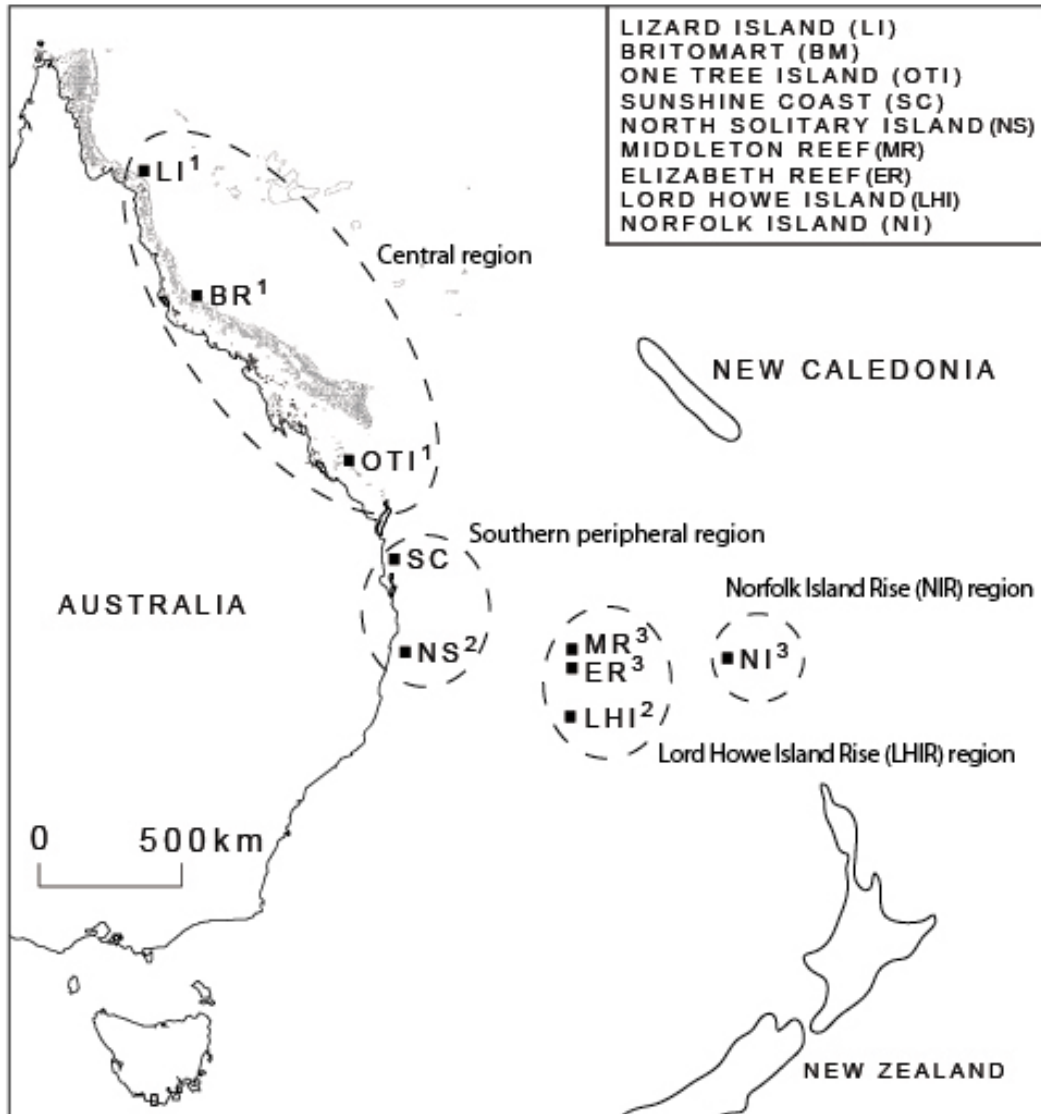 LIZARD ISLAND (LI)
BRITOMART (BM)
ONE TREE ISLAND (OTI)
SUNSHINE COAST (SC)
NORTH SOLITARY ISLAND (NS)
MIDDLETON REEF (MR)
ELIZABETH REEF (ER)
LORD HOWE ISLAND (LHI)
NORFOLK ISLAND (NI)
LI¹
Central region
BR¹
NEW CALEDONIA
OTI¹
Southern peripheral region
SC
Norfolk Island Rise (NIR) region
AUSTRALIA
NS²
MR³
ER³
NI³
LHI²
Lord Howe Island Rise (LHIR) region
0 500km
NEW ZEALAND